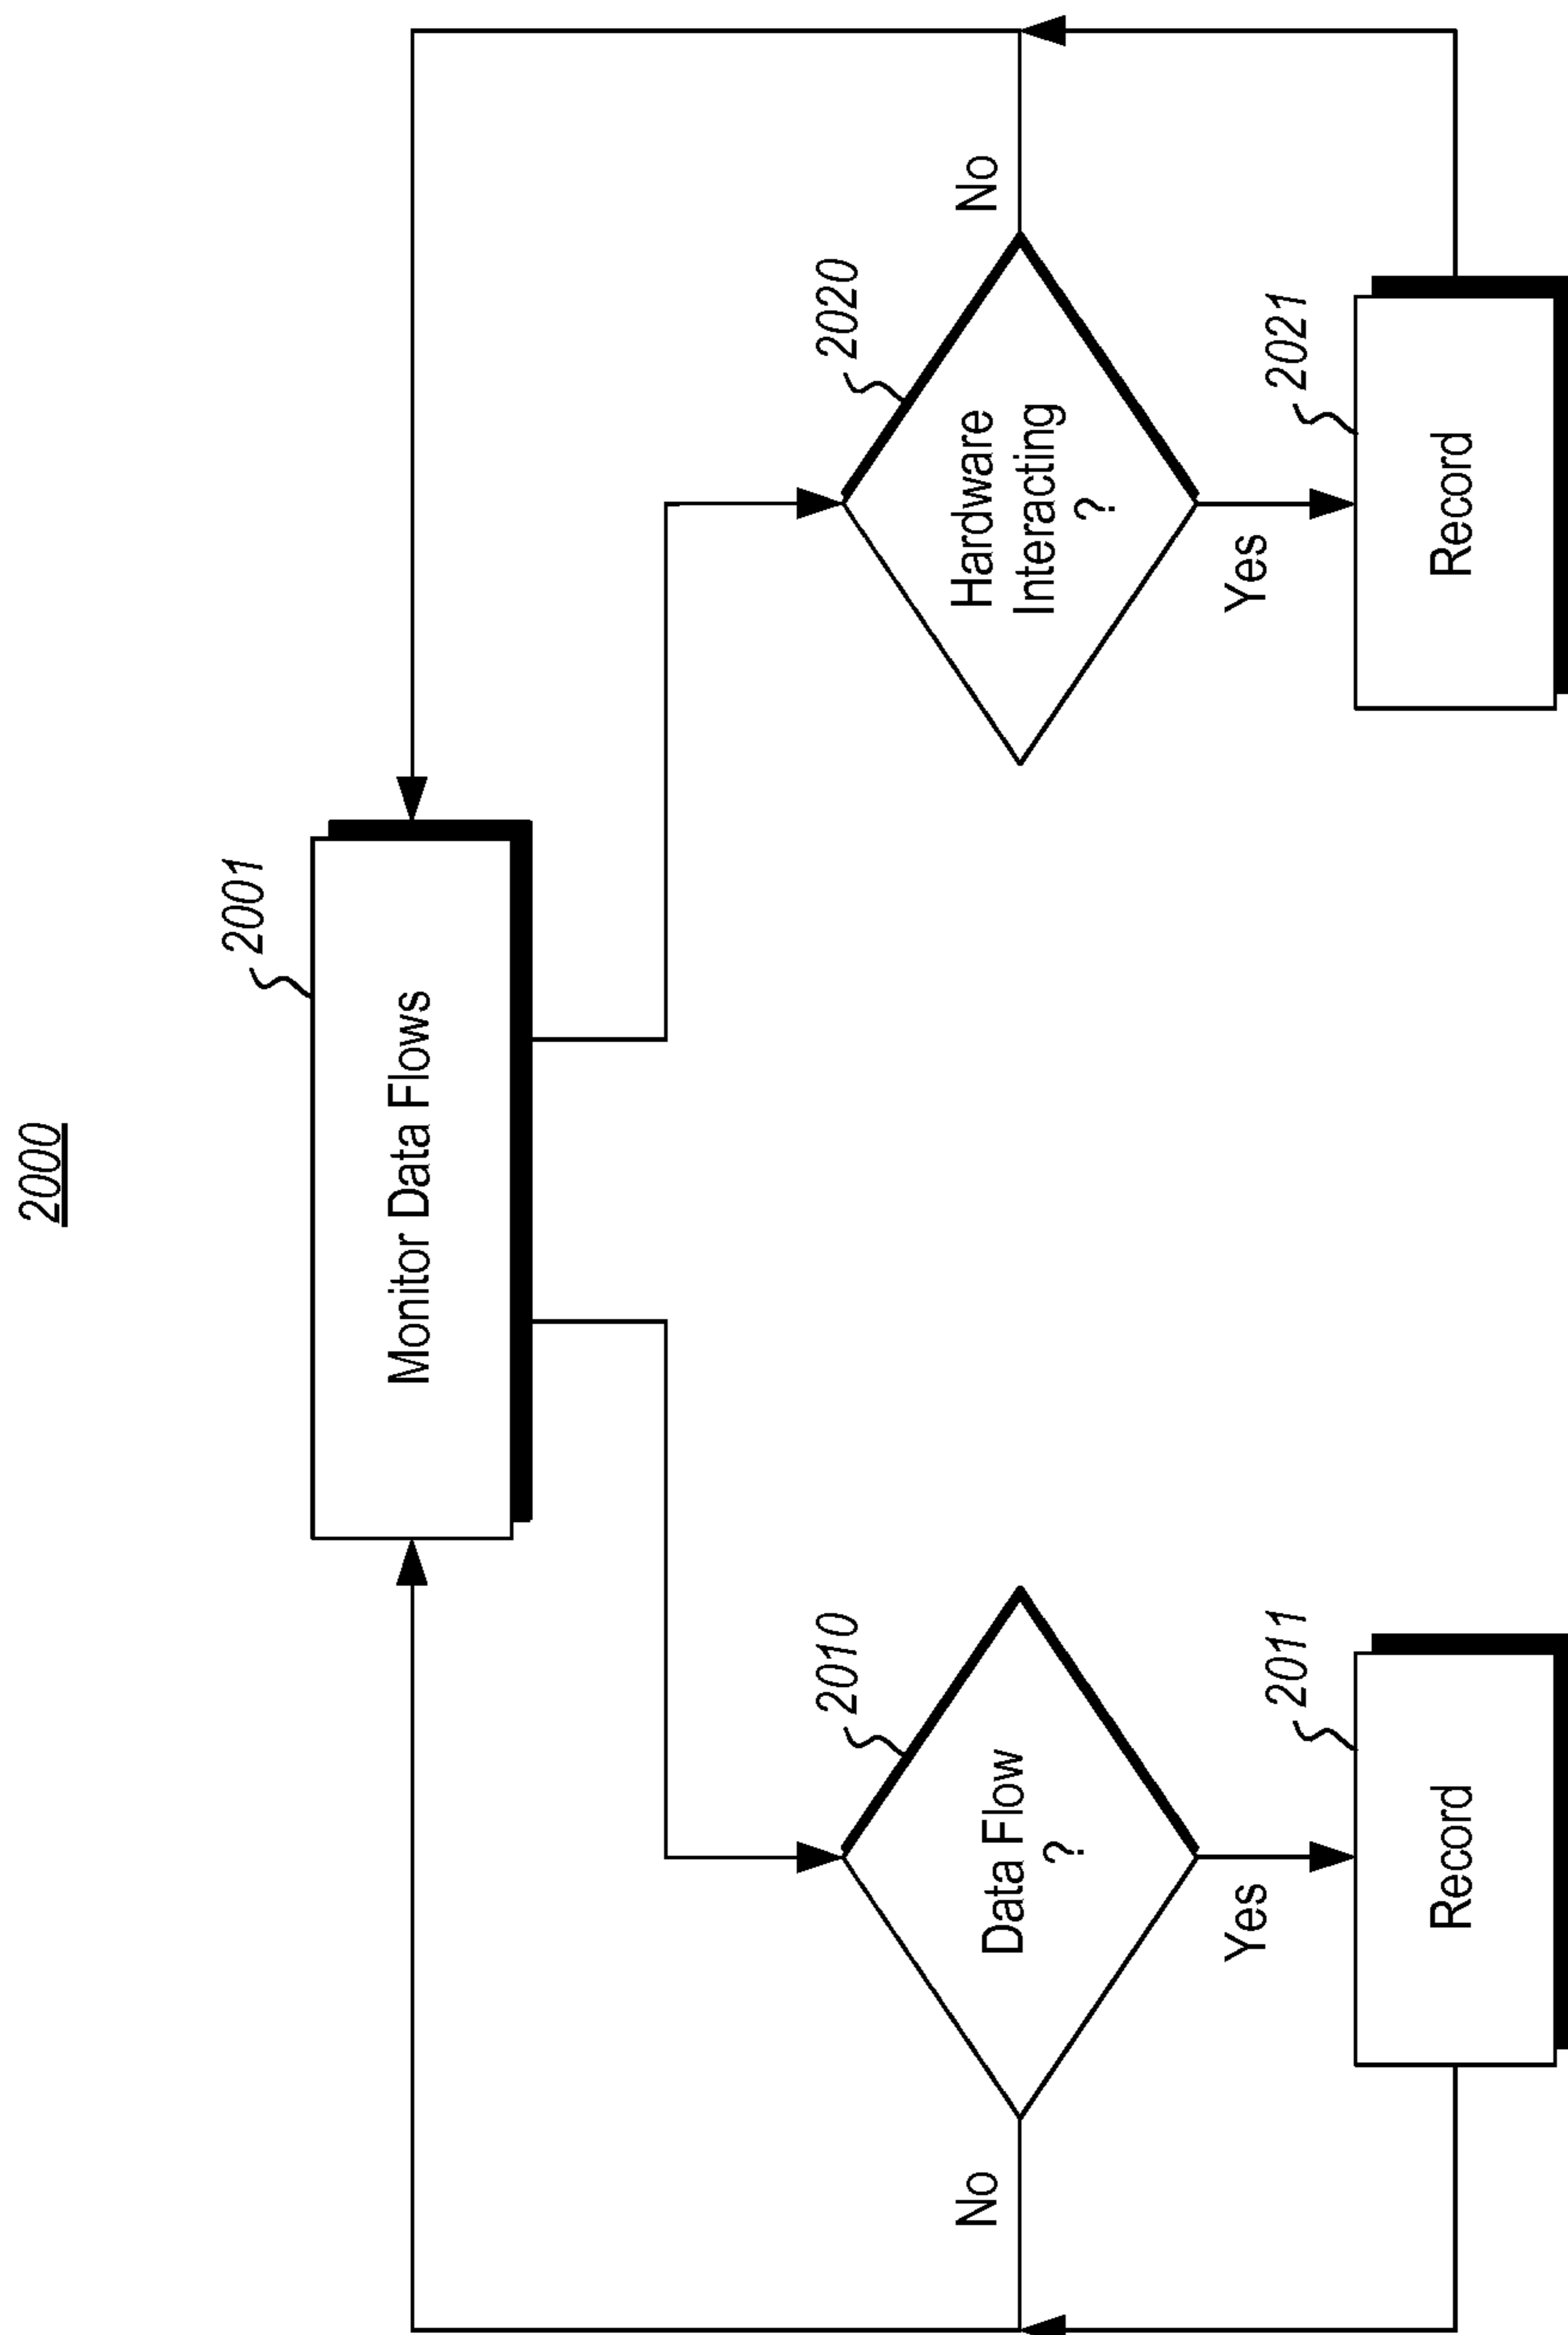 2000
2001
Monitor Data Flows
2010
Data Flow
?
No
Yes
2011
Record
2020
Hardware
Interacting
?
No
Yes
2021
Record